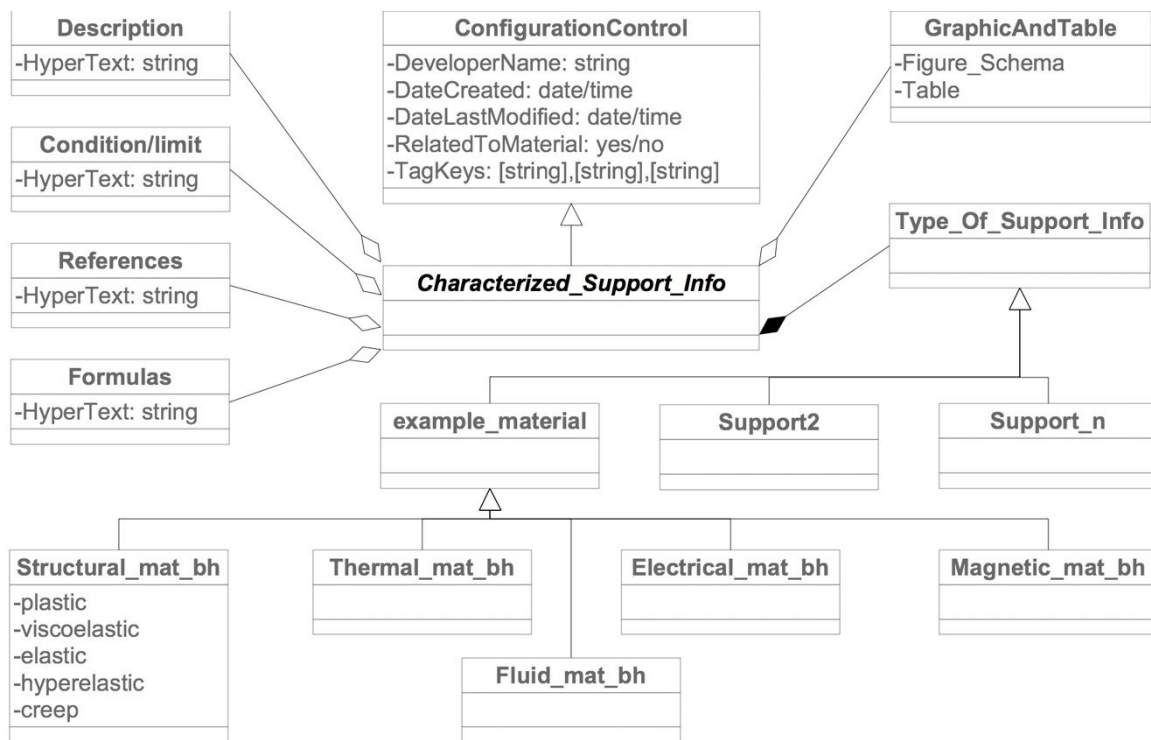 Description
-HyperText: string
Condition/limit
-HyperText: string
References
-HyperText: string
Formulas
-HyperText: string
ConfigurationControl
-DeveloperName: string
-DateCreated: date/time
-DateLastModified: date/time
-RelatedToMaterial: yes/no
-TagKeys: [string],[string],[string]
GraphicAndTable
-Figure_Schema
-Table
Characterized_Support_Info
Type_Of_Support_Info
example_material
Support2
Support_n
Structural_mat_bh
-plastic
-viscoelastic
-elastic
-hyperelastic
-creep
Thermal_mat_bh
Fluid_mat_bh
Electrical_mat_bh
Magnetic_mat_bh